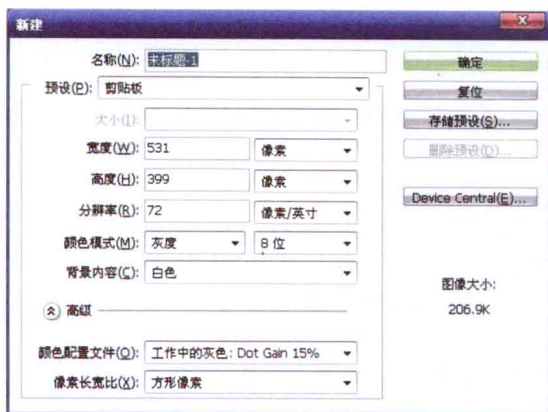 新建
名称(N): 未标题-1
确定
预设(P): 剪贴板
复位
大小(I):
存储预设(S)...
宽度(W): 531 像素
删除预设(D)...
高度(H): 399 像素
Device Central(E)...
分辨率(R): 72 像素/英寸
颜色模式(M): 灰度 8 位
背景内容(C): 白色
图像大小:
高级
206.9K
颜色配置文件(O): 工作中的灰色: Dot Gain 15%
像素长宽比(X): 方形像素